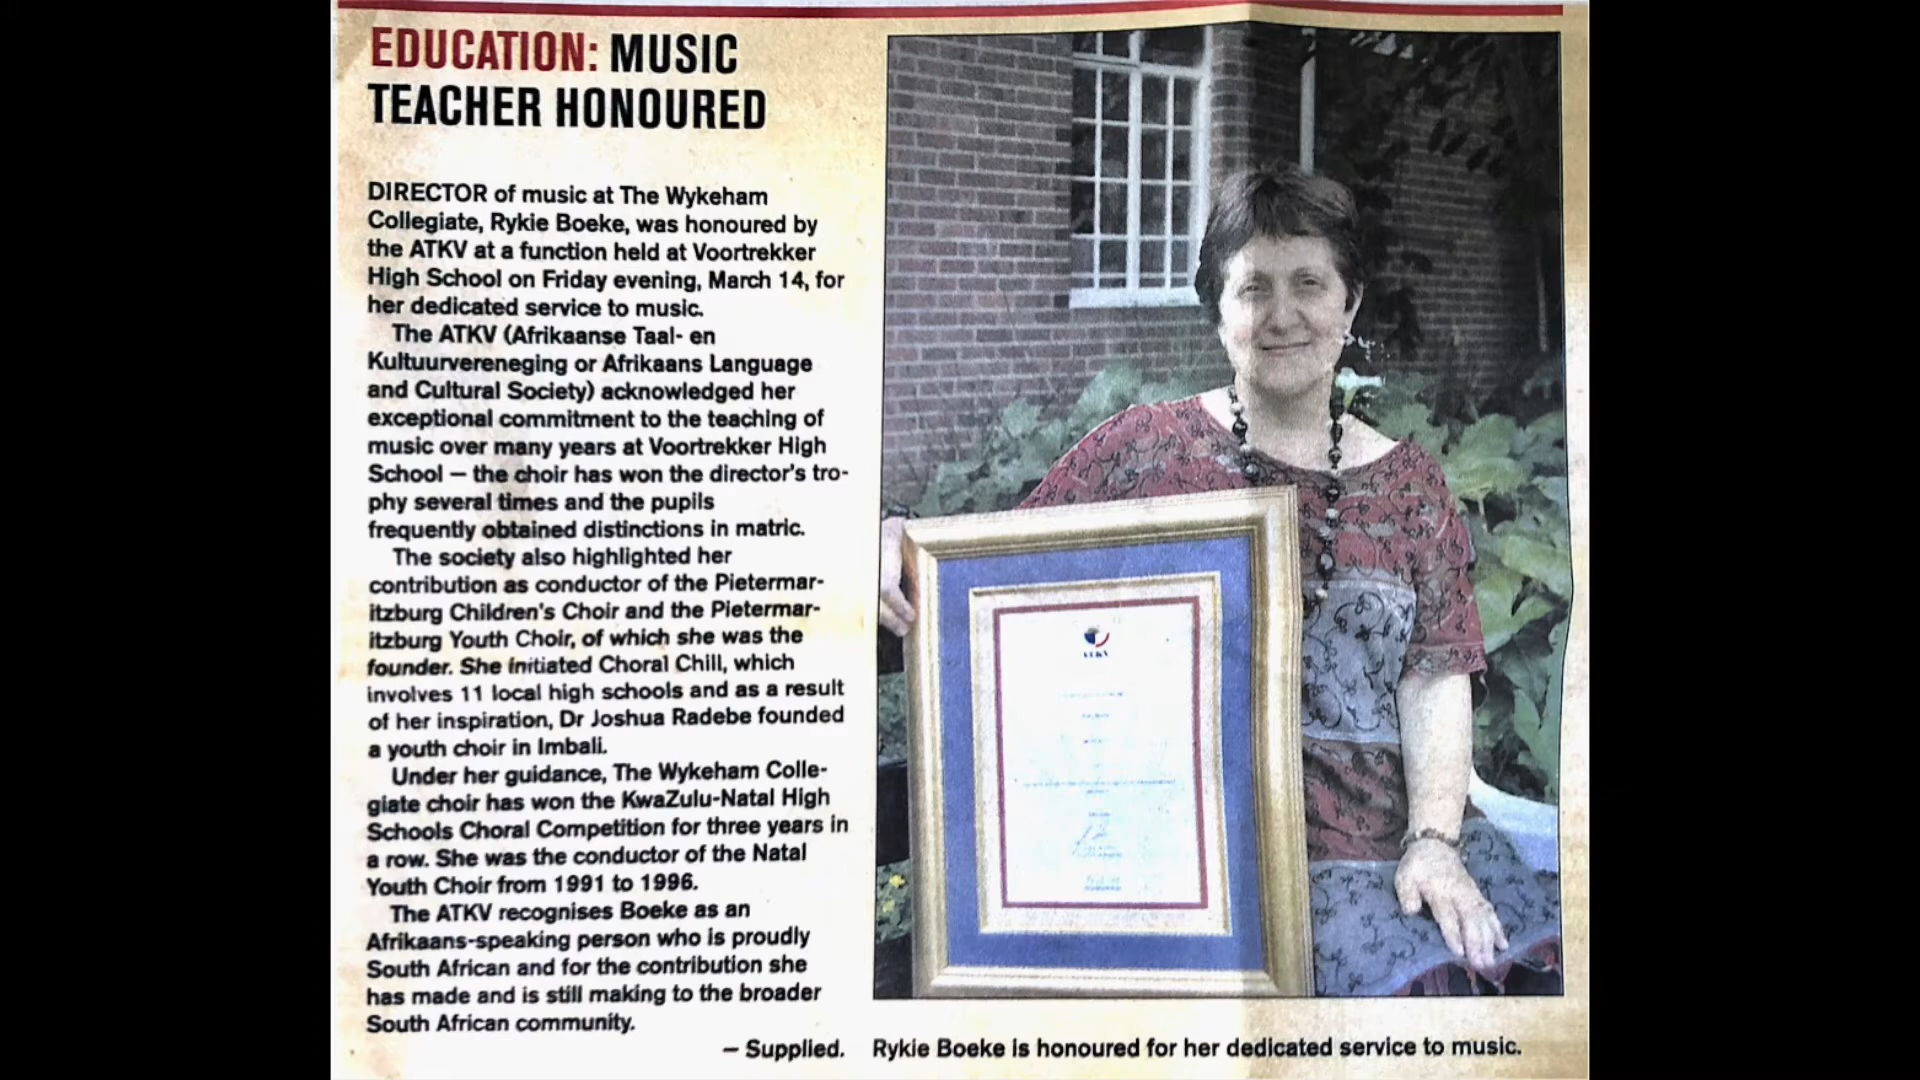 EDUCATION: MUSIC
TEACHER HONOURED
DIRECTOR of music at The Wykeham
Collegiate, Rykie Boeke, was honoured by
the ATKV at a function held at Voortrekker
High School on Friday evening, March 14, for
her dedicated service to music.
The ATKV (Afrikaanse Taal- en
Kultuurvereneging or Afrikaans Language
and Cultural Society) acknowledged her
exceptional commitment to the teaching of
music over many years at Voortrekker High
School – the choir has won the director's tro-
phy several times and the pupils
frequently obtained distinctions in matric.
The society also highlighted her
contribution as conductor of the Pietermar-
itzburg Children's Choir and the Pietermar-
itzburg Youth Choir, of which she was the
founder. She initiated Choral Chill, which
involves 11 local high schools and as a result
of her inspiration, Dr Joshua Radebe founded
a youth choir in Imbali.
Under her guidance, The Wykeham Colle-
giate choir has won the KwaZulu-Natal High
Schools Choral Competition for three years in
a row. She was the conductor of the Natal
Youth Choir from 1991 to 1996.
The ATKV recognises Boeke as an
Afrikaans-speaking person who is proudly
South African and for the contribution she
has made and is still making to the broader
South African community.
– Supplied.
Rykie Boeke is honoured for her dedicated service to music.
ATKV